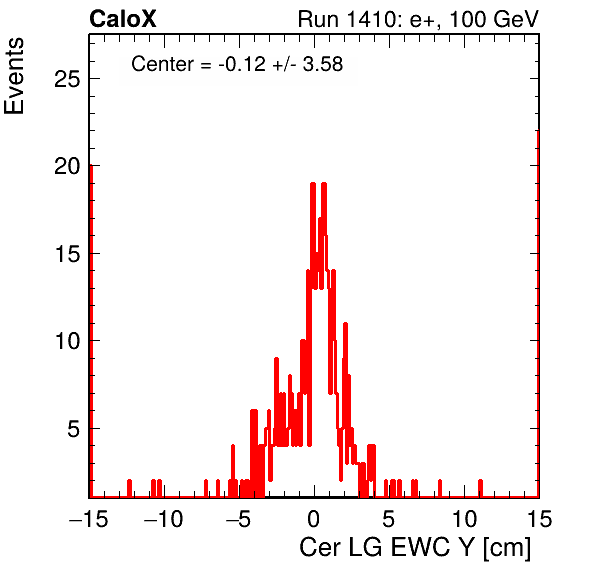 CaloX Run 1410: e+, 100 GeV
Center = -0.12 +/- 3.58
Events
25
20
15
10
5
−15 −10 −5 0 5 10 15
Cer LG EWC Y [cm]